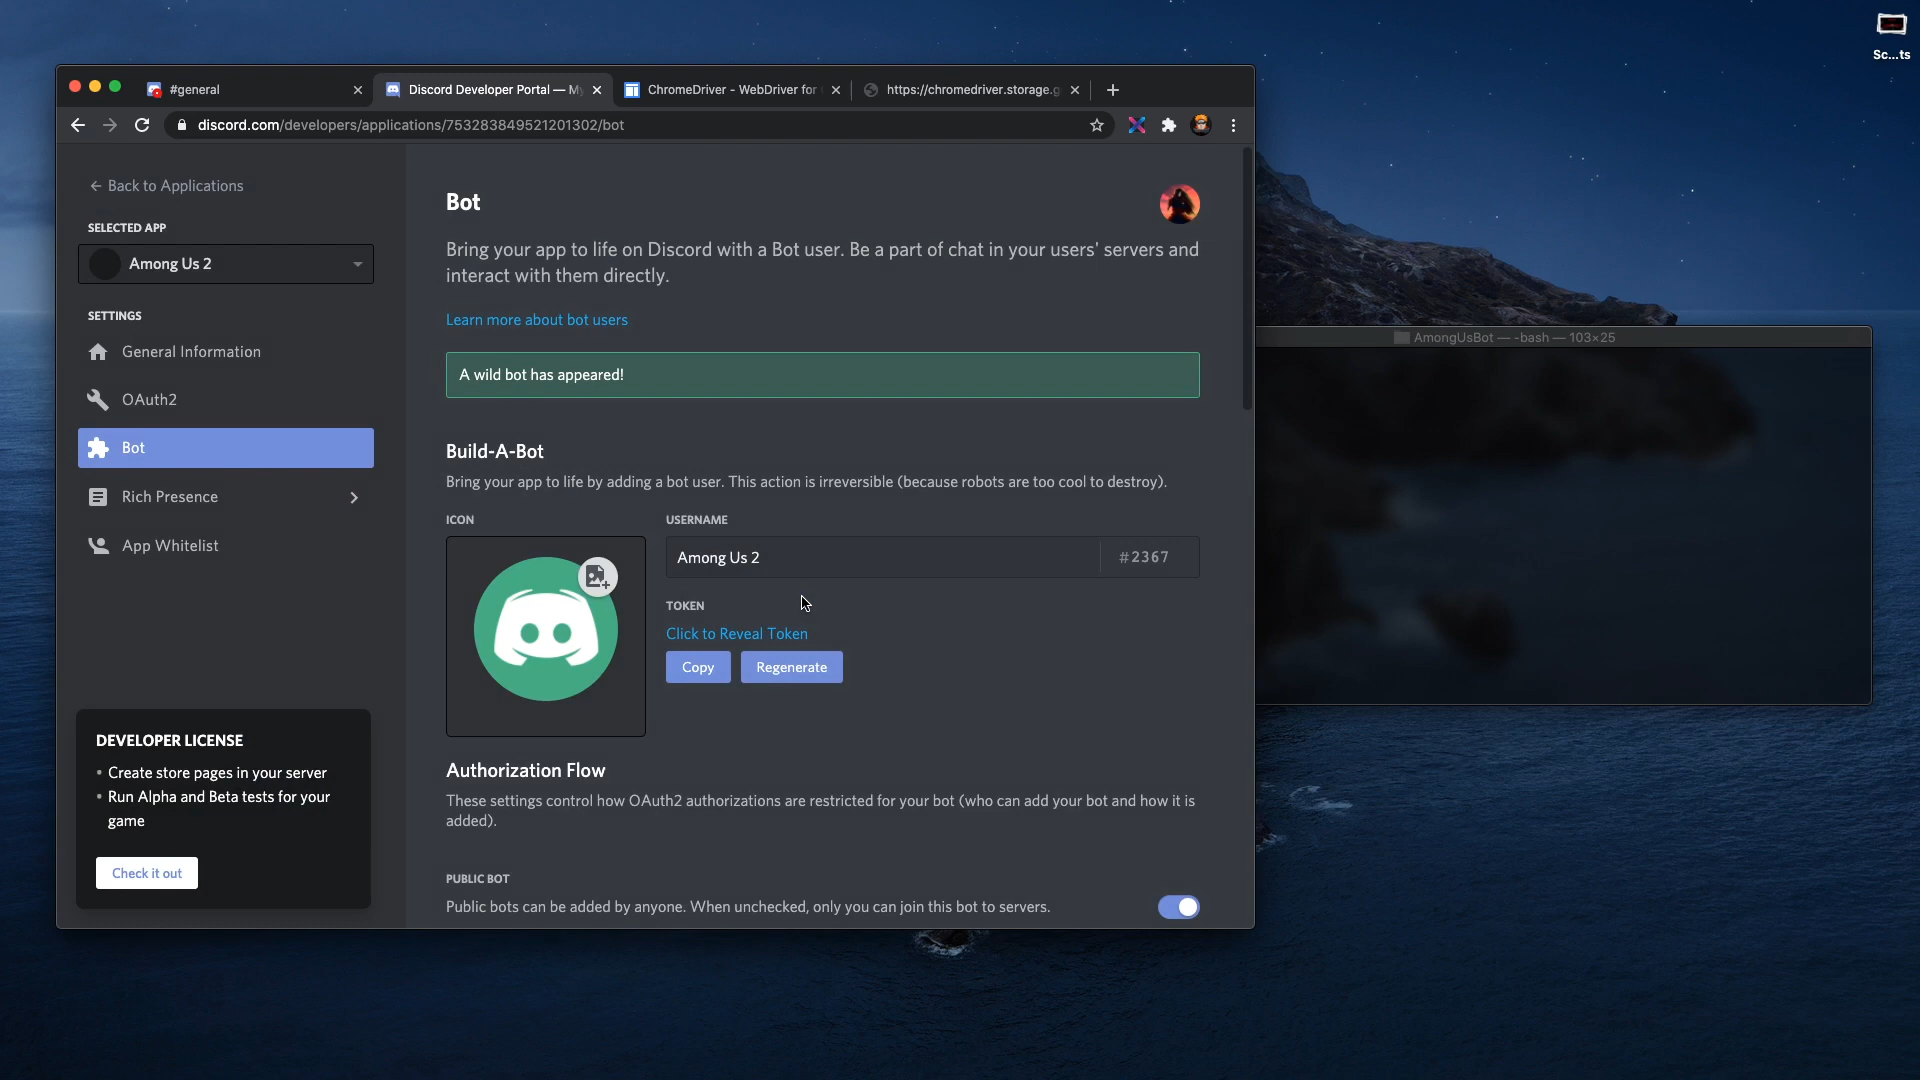 Sc...ts
#general
Discord Developer Portal — My
ChromeDriver - WebDriver for
https://chromedriver.storage.g
discord.com/developers/applications/753283849521201302/bot
← Back to Applications
SELECTED APP
Among Us 2
SETTINGS
General Information
OAuth2
Bot
Rich Presence
App Whitelist
DEVELOPER LICENSE
• Create store pages in your server
• Run Alpha and Beta tests for your
game
Check it out
Bot
Bring your app to life on Discord with a Bot user. Be a part of chat in your users' servers and
interact with them directly.
Learn more about bot users
A wild bot has appeared!
Build-A-Bot
Bring your app to life by adding a bot user. This action is irreversible (because robots are too cool to destroy).
ICON
USERNAME
Among Us 2
#2367
TOKEN
Click to Reveal Token
Copy
Regenerate
Authorization Flow
These settings control how OAuth2 authorizations are restricted for your bot (who can add your bot and how it is
added).
PUBLIC BOT
Public bots can be added by anyone. When unchecked, only you can join this bot to servers.
AmongUsBot — -bash — 103×25